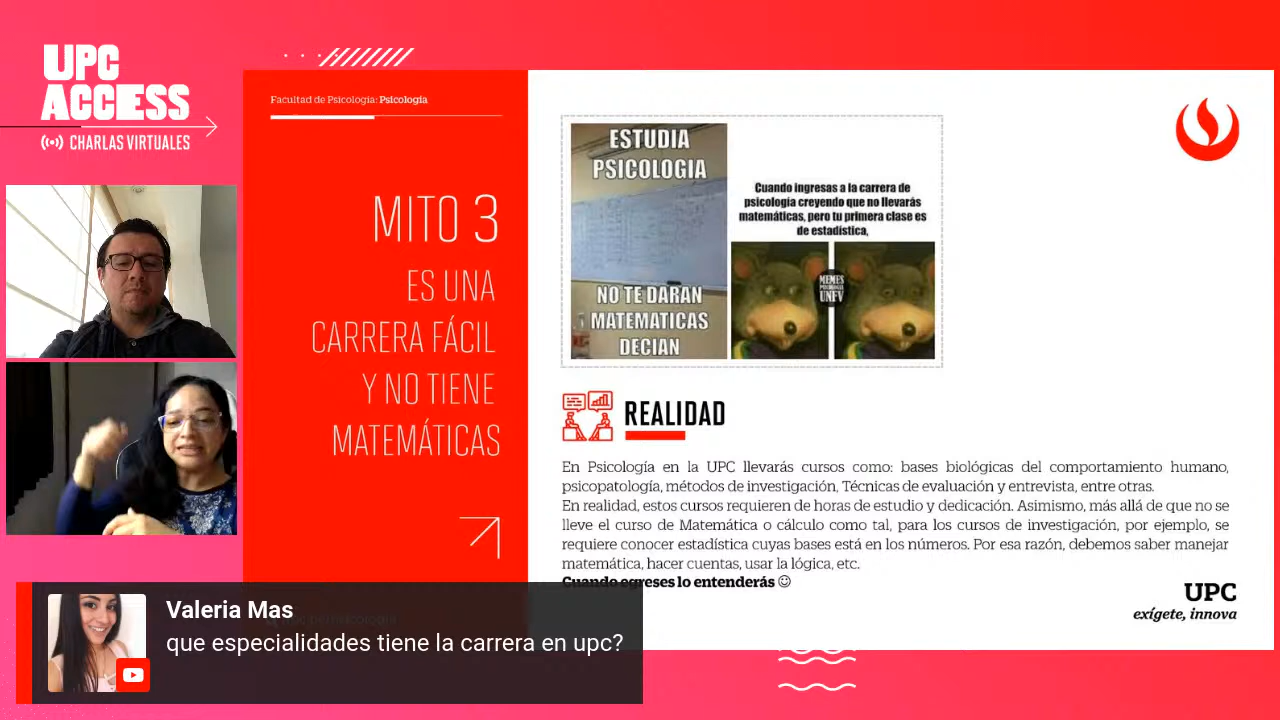 UPC
ACCESS
CHARLAS VIRTUALES
Facultad de Psicología: Psicología
MITO 3
ES UNA
CARRERA FÁCIL
Y NO TIENE
MATEMÁTICAS
ESTUDIA
PSICOLOGIA
NO TE DARAN
MATEMATICAS
DECIAN
Cuando ingresas a la carrera de
psicología creyendo que no llevarás
matemáticas, pero tu primera clase es
de estadística,
MEMES
PSICOLOGIA
UNFV
REALIDAD
En Psicología en la UPC llevarás cursos como: bases biológicas del comportamiento humano,
psicopatología, métodos de investigación, Técnicas de evaluación y entrevista, entre otras.
En realidad, estos cursos requieren de horas de estudio y dedicación. Asimismo, más allá de que no se
lleve el curso de Matemática o cálculo como tal, para los cursos de investigación, por ejemplo, se
requiere conocer estadística cuyas bases está en los números. Por esa razón, debemos saber manejar
matemática, hacer cuentas, usar la lógica, etc.
Cuando egreses lo entenderás ☺
UPC
exígete, innova
Valeria Mas
que especialidades tiene la carrera en upc?